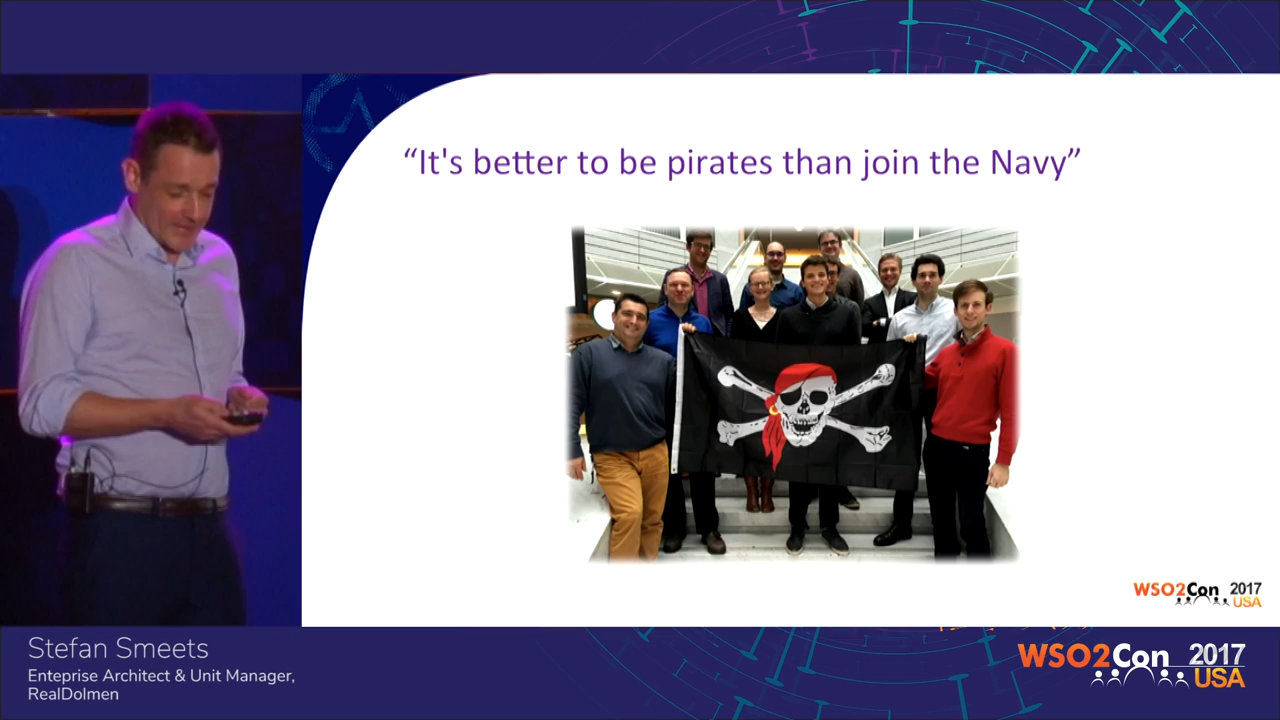 “It's better to be pirates than join the Navy”
WSO2Con 2017
USA
Stefan Smeets
Enteprise Architect & Unit Manager,
RealDolmen
WSO2Con 2017
USA